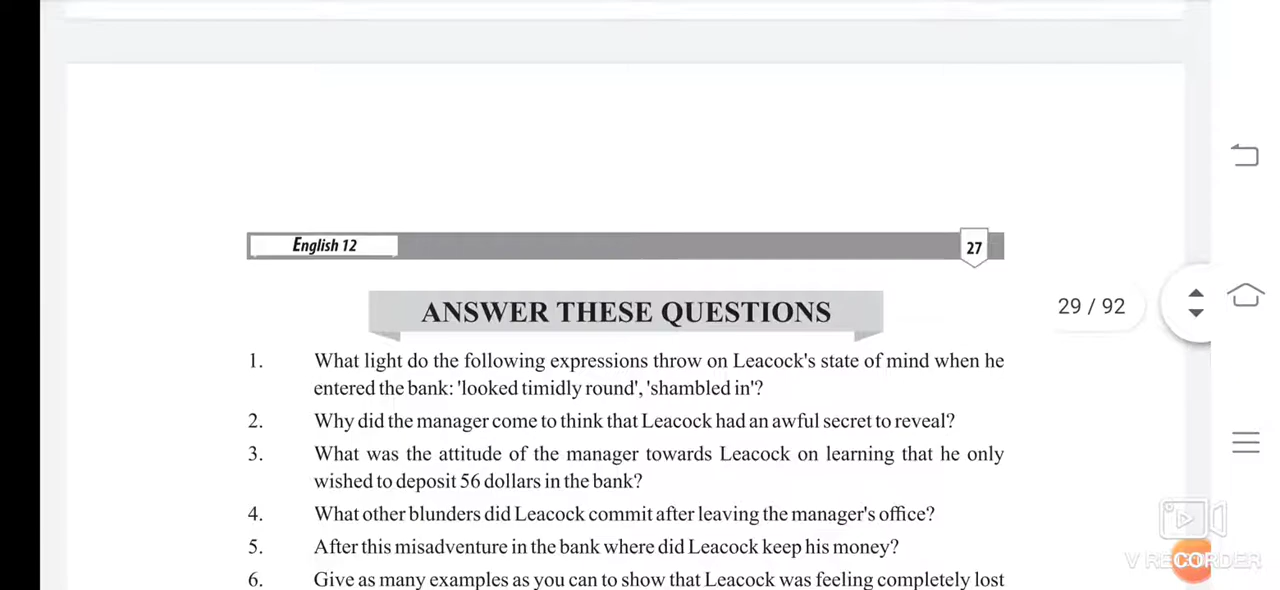 English 12
27
ANSWER THESE QUESTIONS
29 / 92
1. What light do the following expressions throw on Leacock's state of mind when he
entered the bank: 'looked timidly round', 'shambled in'?
2. Why did the manager come to think that Leacock had an awful secret to reveal?
3. What was the attitude of the manager towards Leacock on learning that he only
wished to deposit 56 dollars in the bank?
4. What other blunders did Leacock commit after leaving the manager's office?
5. After this misadventure in the bank where did Leacock keep his money?
6. Give as many examples as you can to show that Leacock was feeling completely lost
V RECORDER